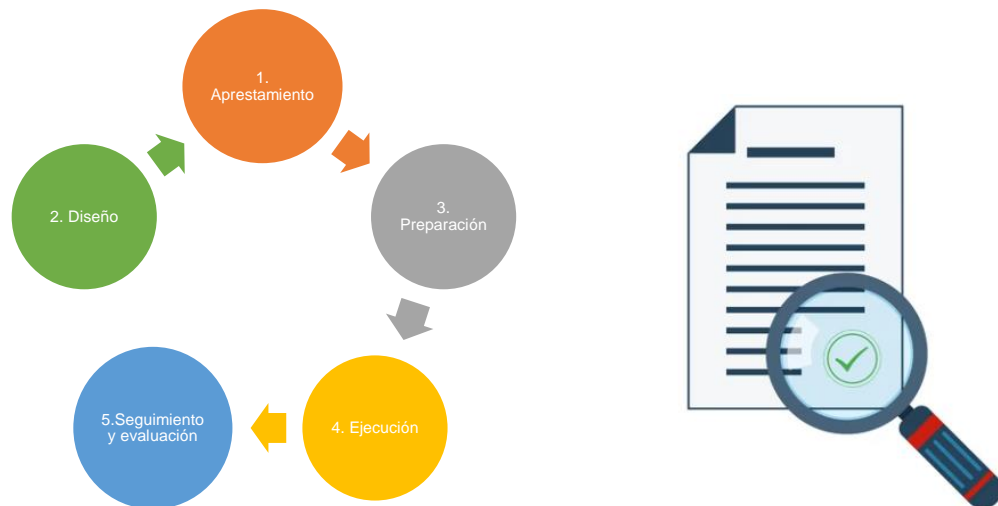 1.
Aprestamiento
2. Diseño
3.
Preparación
4. Ejecución
5.Seguimiento
y evaluación